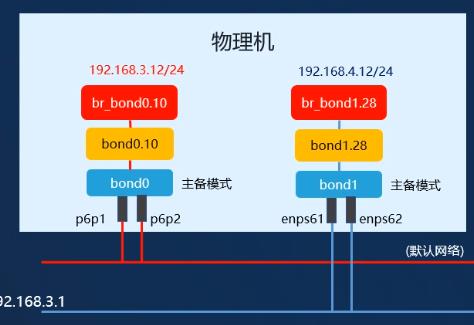 物理机
192.168.3.12/24
192.168.4.12/24
br_bond0.10
br_bond1.28
bond0.10
bond1.28
bond0
主备模式
bond1
主备模式
p6p1
p6p2
enps61
enps62
(默认网络)
92.168.3.1